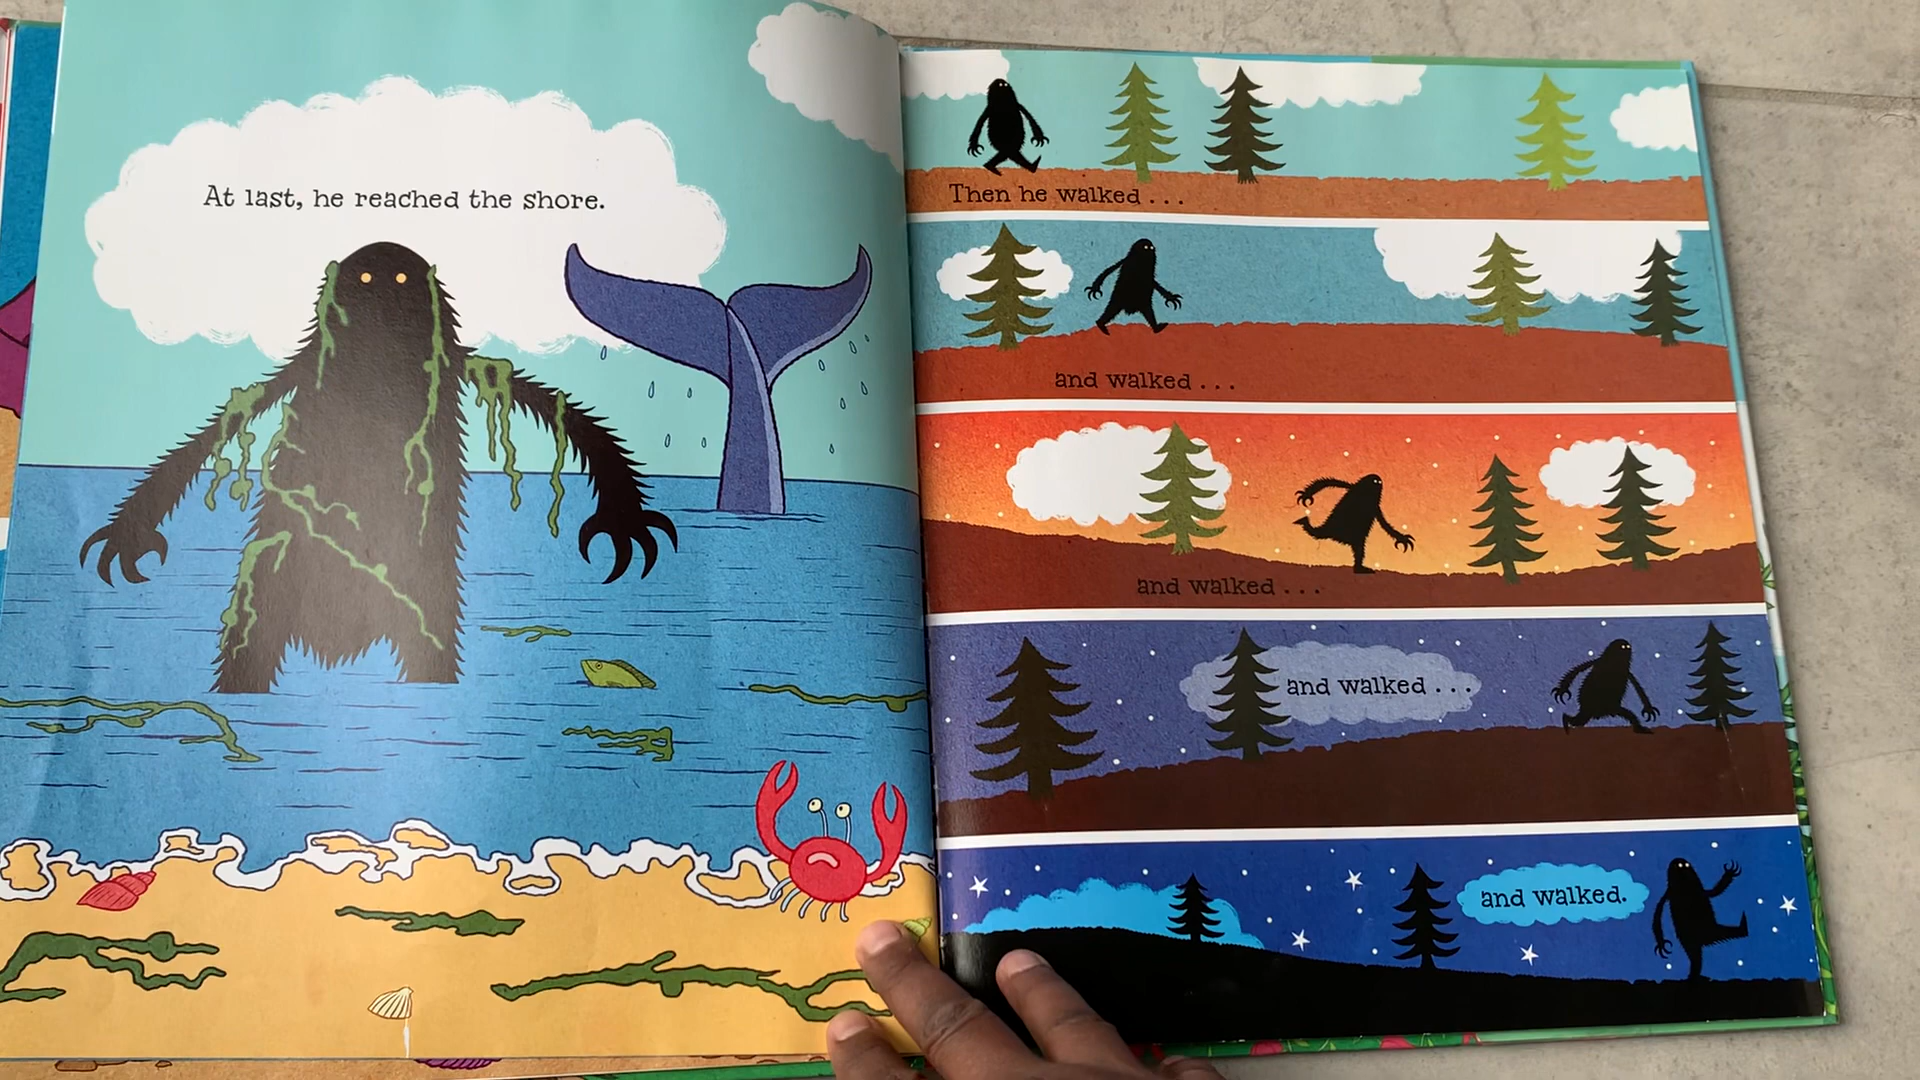 At last, he reached the shore.
Then he walked . . .
and walked . . .
and walked . . .
and walked . . .
and walked.